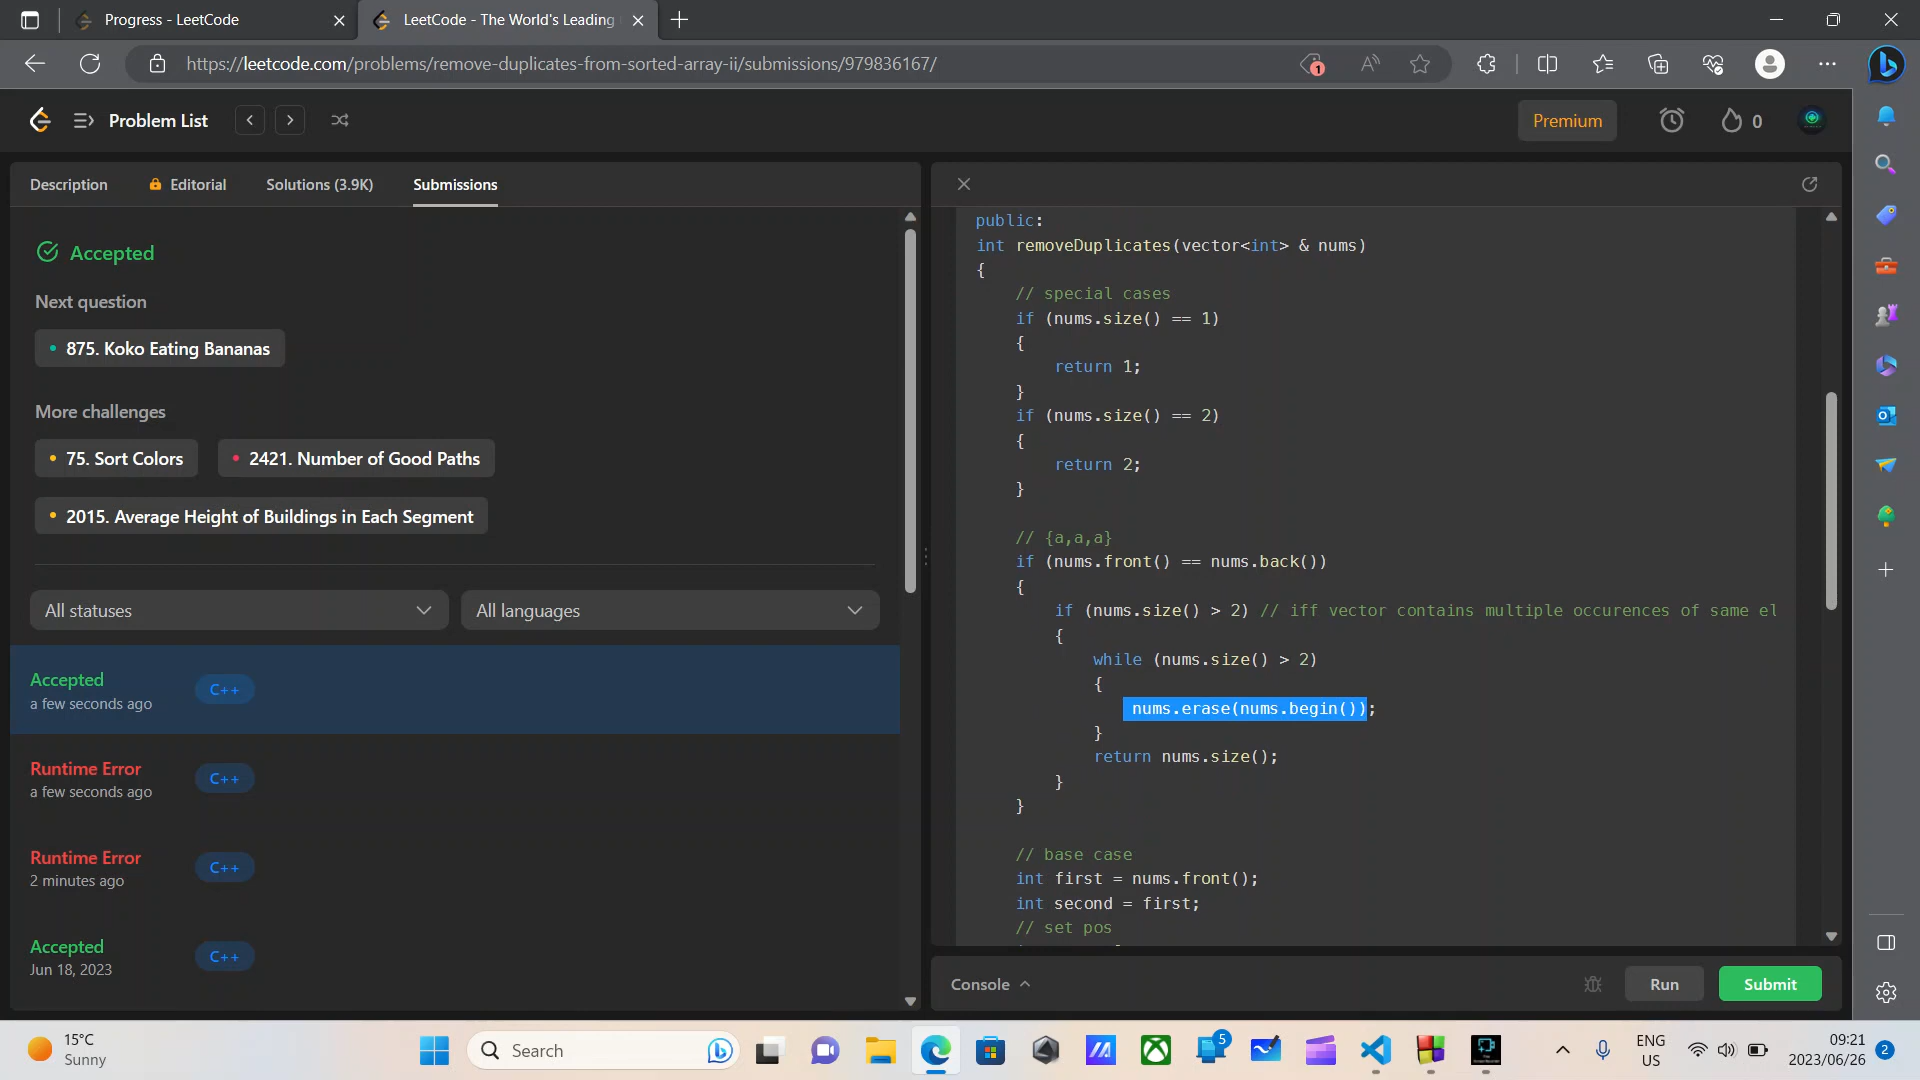 Progress - LeetCode
LeetCode - The World's Leading
https://leetcode.com/problems/remove-duplicates-from-sorted-array-ii/submissions/979836167/
1
Problem List
Premium
0
Description
Editorial
Solutions (3.9K)
Submissions
Accepted
Next question
875. Koko Eating Bananas
More challenges
75. Sort Colors
2421. Number of Good Paths
2015. Average Height of Buildings in Each Segment
All statuses
All languages
Accepted
a few seconds ago
C++
Runtime Error
a few seconds ago
C++
Runtime Error
2 minutes ago
C++
Accepted
Jun 18, 2023
C++
public:
int removeDuplicates(vector<int> & nums)
{
    // special cases
    if (nums.size() == 1)
    {
        return 1;
    }
    if (nums.size() == 2)
    {
        return 2;
    }
    // {a,a,a}
    if (nums.front() == nums.back())
    {
        if (nums.size() > 2) // iff vector contains multiple occurences of same el
        {
            while (nums.size() > 2)
            {
                nums.erase(nums.begin());
            }
            return nums.size();
        }
    }
    // base case
    int first = nums.front();
    int second = first;
    // set pos
Console
Run
Submit
15°C
Sunny
Search
5
ENG
US
09:21
2023/06/26
2